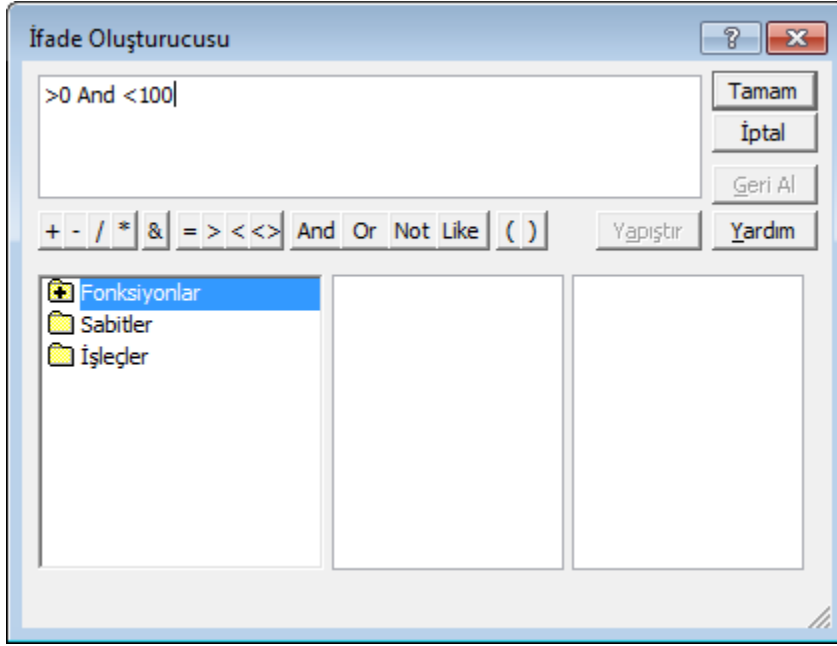 İfade Oluşturucusu
>0 And <100
Tamam
İptal
Geri Al
+ - / * & = > < <> And Or Not Like ( ) Yapıştır Yardım
Fonksiyonlar
Sabitler
İşleçler